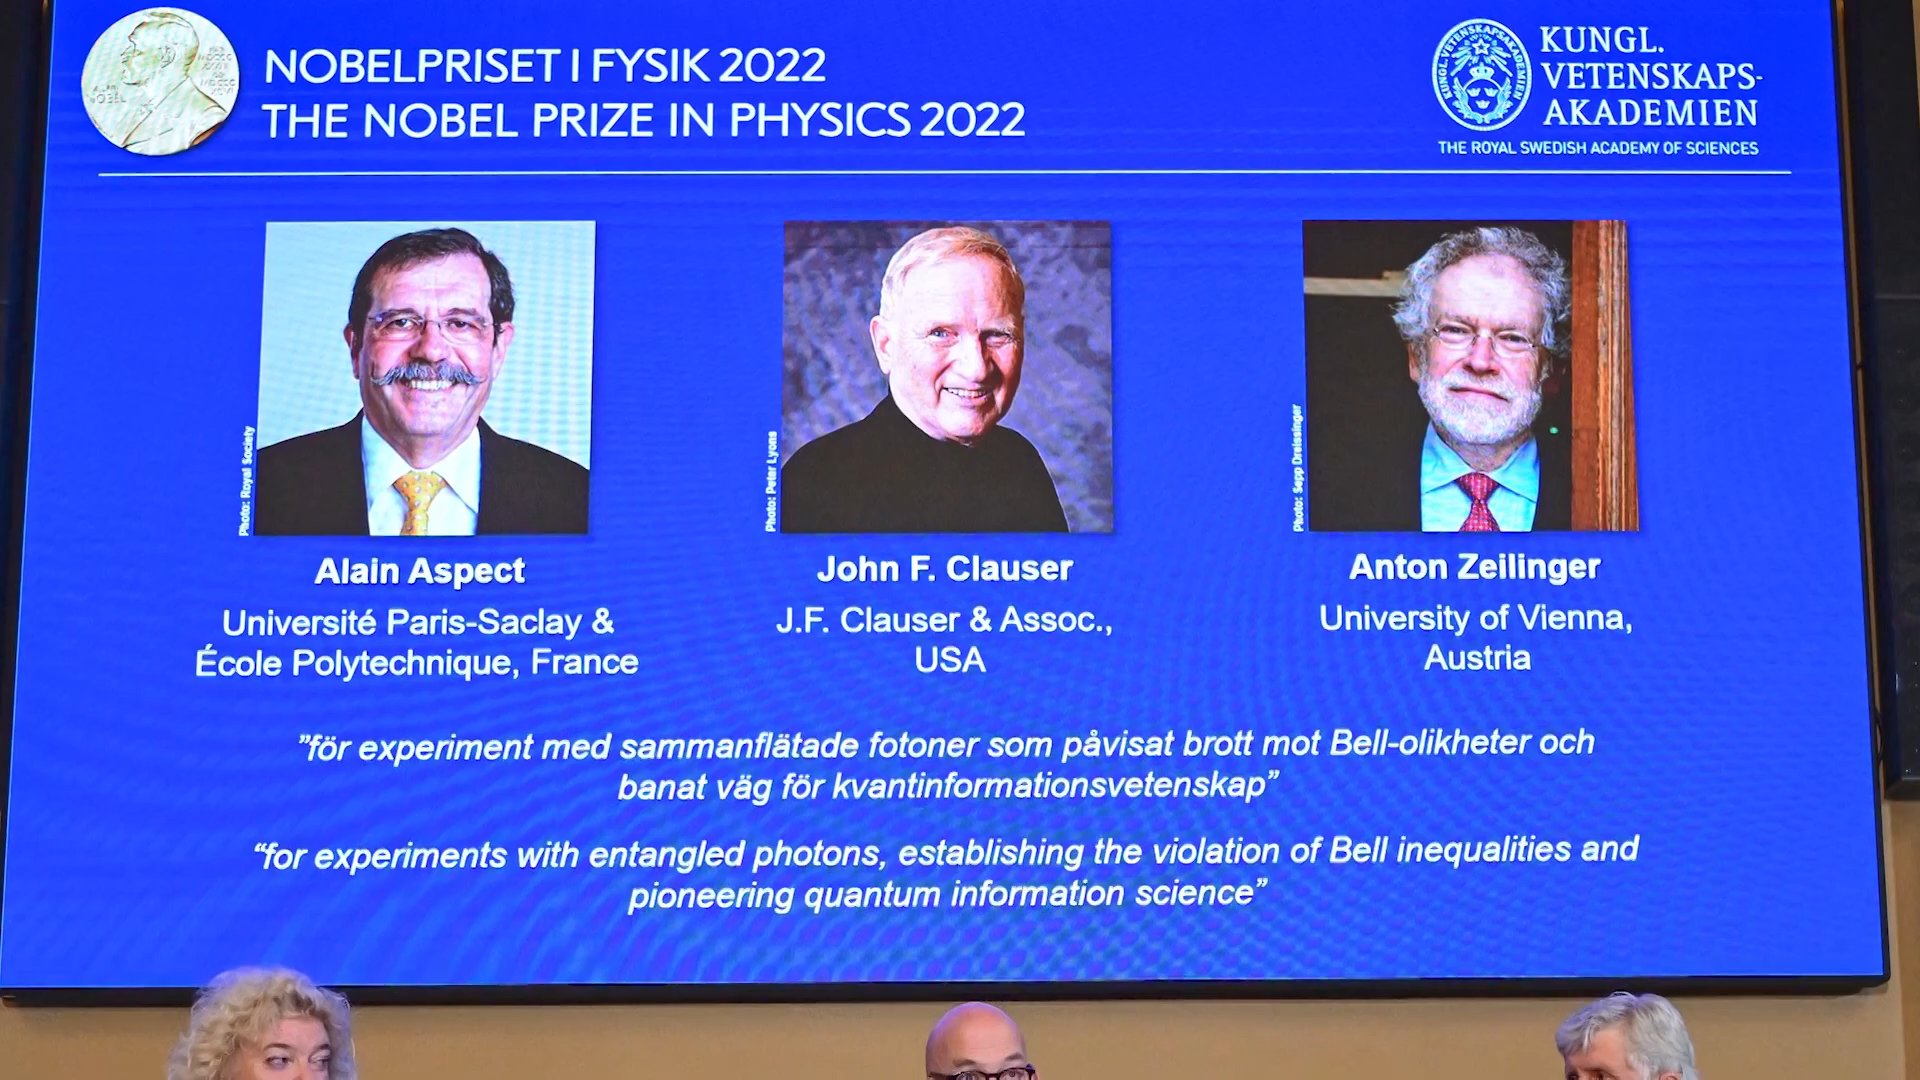 NOBELPRISET I FYSIK 2022
THE NOBEL PRIZE IN PHYSICS 2022
KUNGL.
VETENSKAPS-
AKADEMIEN
THE ROYAL SWEDISH ACADEMY OF SCIENCES
Photo: Royal Society
Photo: Peter Lyons
Photo: Sepp Dreissinger
Alain Aspect
Université Paris-Saclay &
École Polytechnique, France
John F. Clauser
J.F. Clauser & Assoc.,
USA
Anton Zeilinger
University of Vienna,
Austria
”för experiment med sammanflätade fotoner som påvisat brott mot Bell-olikheter och
banat väg för kvantinformationsvetenskap”
“for experiments with entangled photons, establishing the violation of Bell inequalities and
pioneering quantum information science”